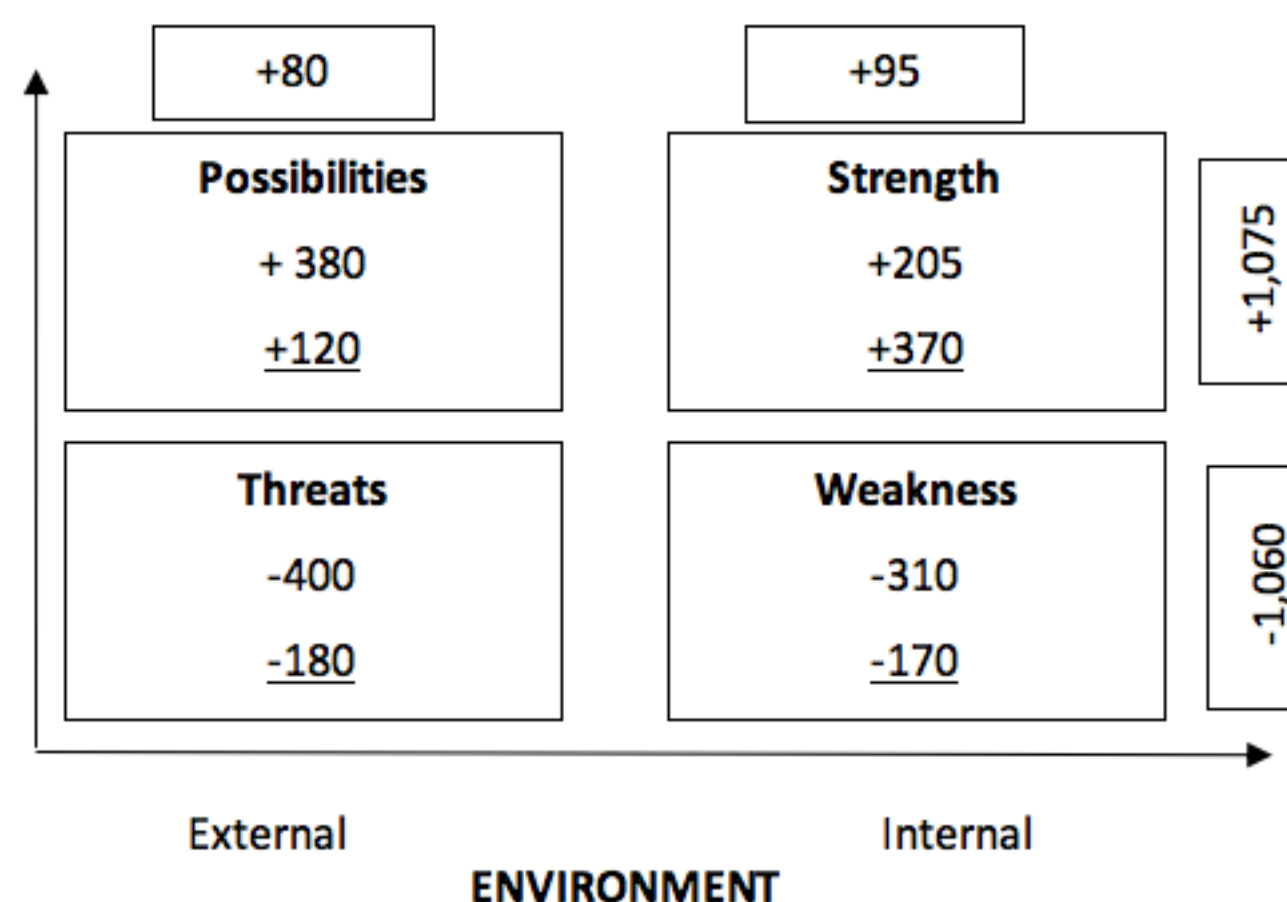 +80
+95
Possibilities
+ 380
+120
Strength
+205
+370
+1,075
Threats
-400
-180
Weakness
-310
-170
-1,060
External
Internal
ENVIRONMENT